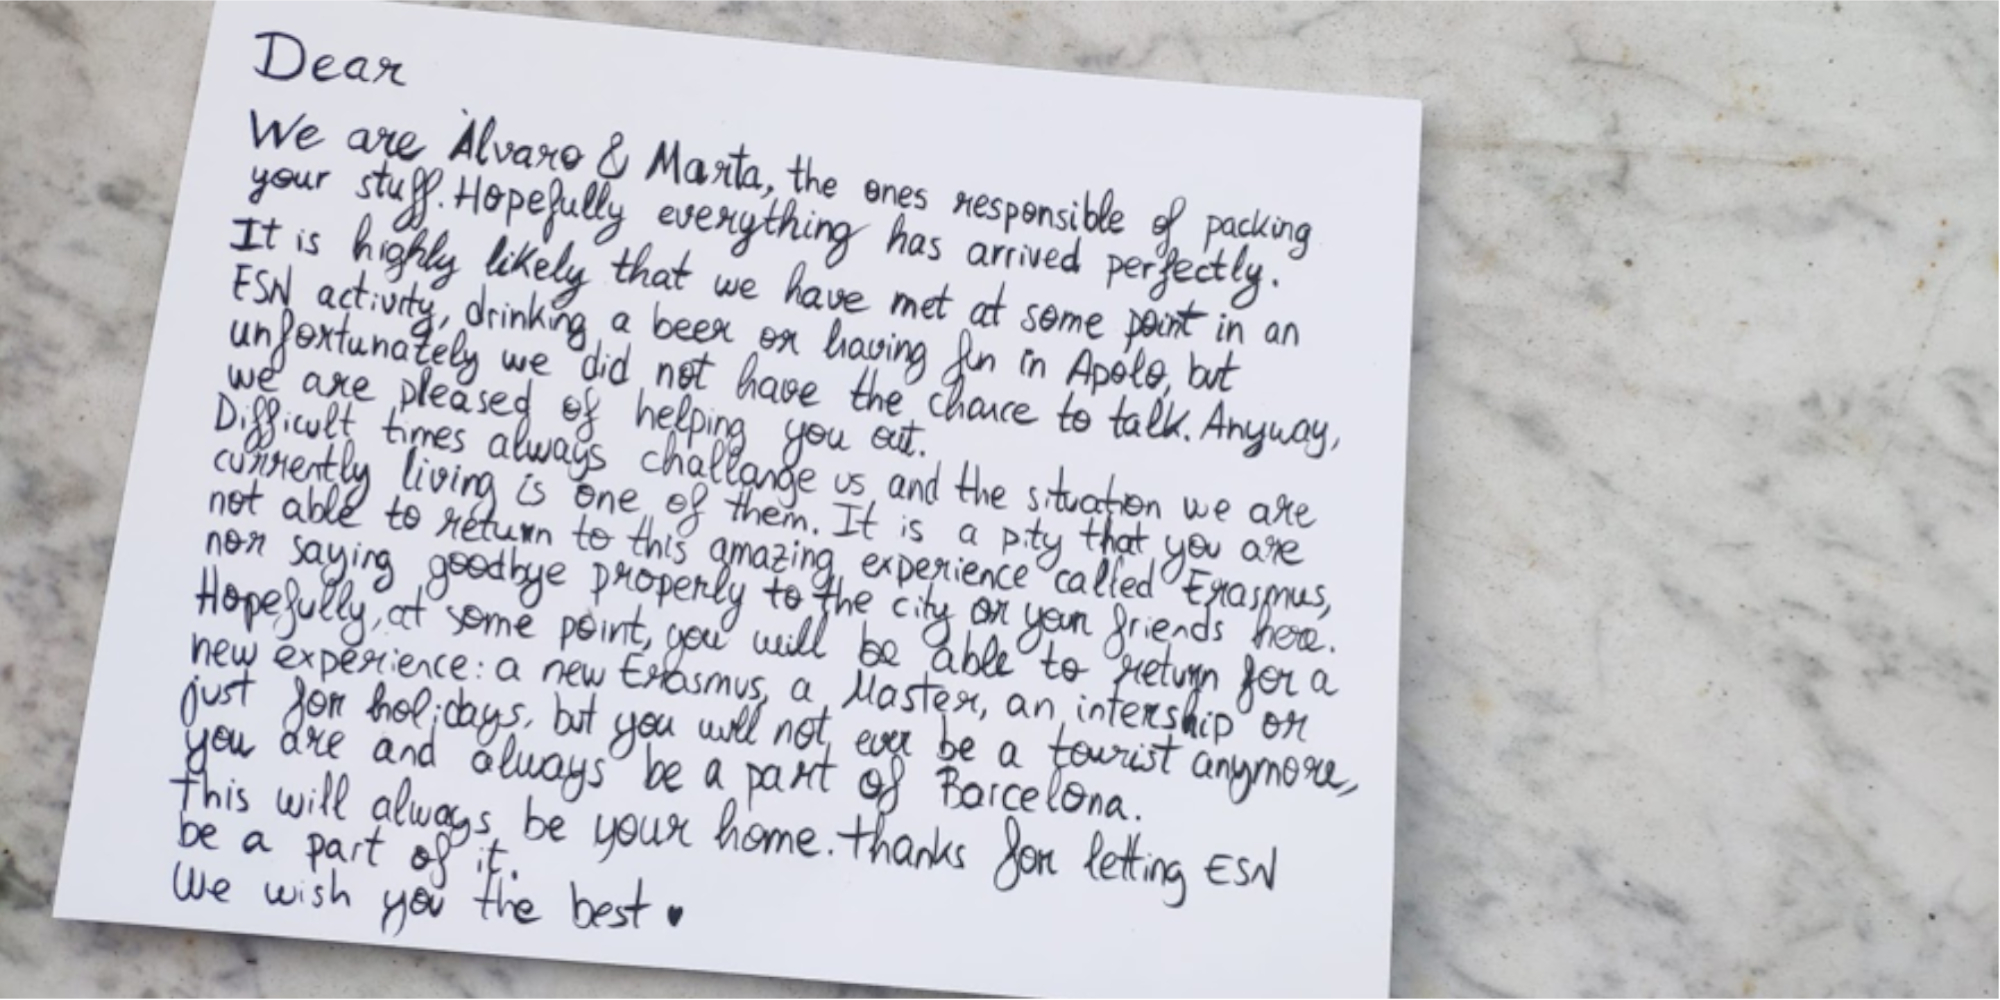 Dear
We are Àlvaro & Marta, the ones responsible of packing
your stuff. Hopefully everything has arrived perfectly.
It is highly likely that we have met at some point in an
ESN activity, drinking a beer or having fun in Apolo, but
unfortunately we did not have the chance to talk. Anyway,
we are pleased of helping you out.
Difficult times always challange us and the situation we are
currently living is one of them. It is a pity that you are
not able to return to this amazing experience called Erasmus,
nor saying goodbye properly to the city or your friends here.
Hopefully, at some point, you will be able to return for a
new experience: a new Erasmus, a Master, an intership or
just for holidays, but you will not ever be a tourist anymore,
you are and always be a part of Barcelona.
This will always be your home. Thanks for letting ESN
be a part of it.
We wish you the best ♥